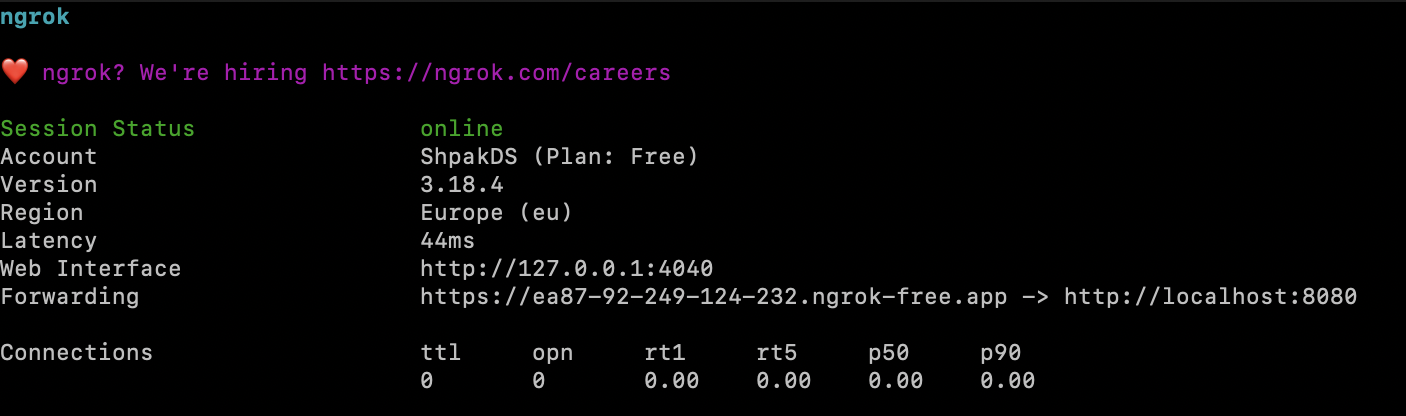 ngrok
❤️ ngrok? We're hiring https://ngrok.com/careers
Session Status online
Account ShpakDS (Plan: Free)
Version 3.18.4
Region Europe (eu)
Latency 44ms
Web Interface http://127.0.0.1:4040
Forwarding https://ea87-92-249-124-232.ngrok-free.app -> http://localhost:8080
Connections ttl opn rt1 rt5 p50 p90
0 0 0.00 0.00 0.00 0.00